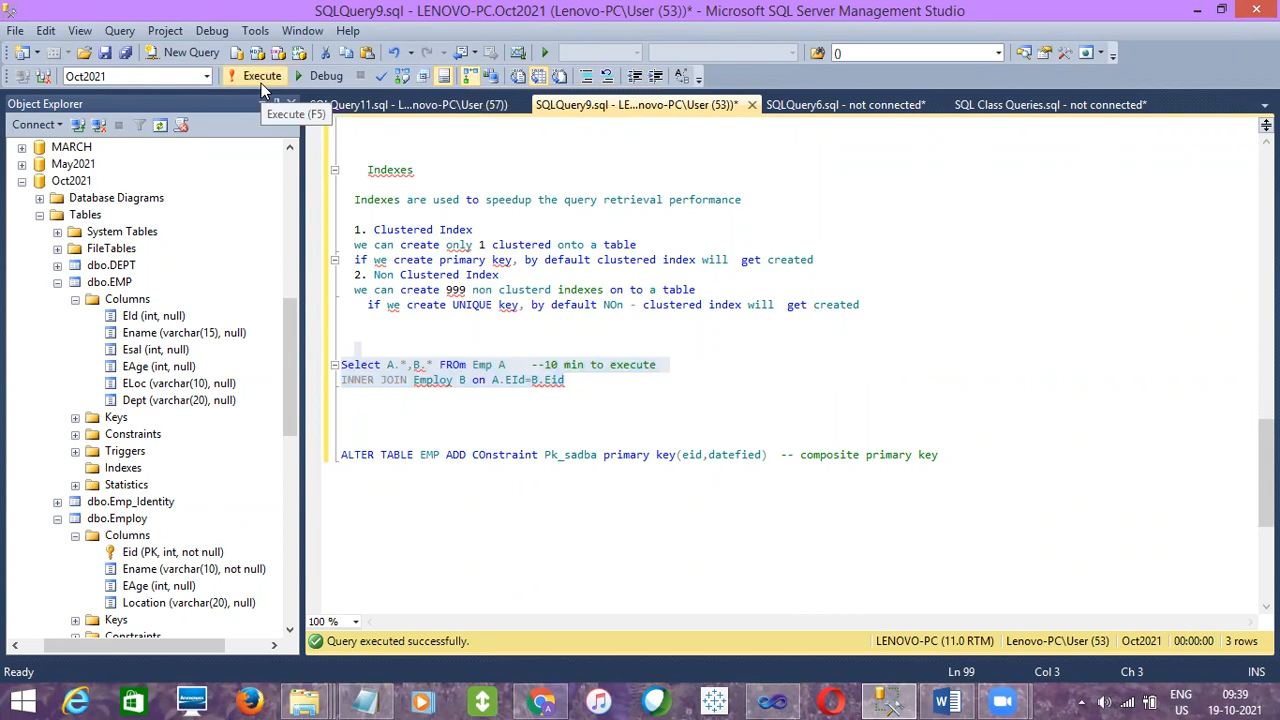 SQLQuery9.sql - LENOVO-PC.Oct2021 (Lenovo-PC\User (53))* - Microsoft SQL Server Management Studio
File Edit View Query Project Debug Tools Window Help
New Query
()
Oct2021
Execute
Debug
Execute (F5)
Object Explorer
Connect
MARCH
May2021
Oct2021
Database Diagrams
Tables
System Tables
FileTables
dbo.DEPT
dbo.EMP
Columns
EId (int, null)
Ename (varchar(15), null)
Esal (int, null)
EAge (int, null)
ELoc (varchar(10), null)
Dept (varchar(20), null)
Keys
Constraints
Triggers
Indexes
Statistics
dbo.Emp_Identity
dbo.Employ
Columns
Eid (PK, int, not null)
Ename (varchar(10), not null)
EAge (int, null)
Location (varchar(20), null)
Keys
Constraints
Query11.sql - L...novo-PC\User (57))
SQLQuery9.sql - LE...novo-PC\User (53))*
SQLQuery6.sql - not connected*
SQL Class Queries.sql - not connected*
Indexes
Indexes are used to speedup the query retrieval performance
1. Clustered Index
we can create only 1 clustered onto a table
if we create primary key, by default clustered index will get created
2. Non Clustered Index
we can create 999 non clusterd indexes on to a table
if we create UNIQUE key, by default NOn - clustered index will get created
Select A.*,B.* FROm Emp A --10 min to execute
INNER JOIN Employ B on A.EId=B.Eid
ALTER TABLE EMP ADD COnstraint Pk_sadba primary key(eid,datefied) -- composite primary key
100 %
Query executed successfully.
LENOVO-PC (11.0 RTM)
Lenovo-PC\User (53)
Oct2021
00:00:00
3 rows
Ready
Ln 99
Col 3
Ch 3
INS
ENG
US
09:39
19-10-2021